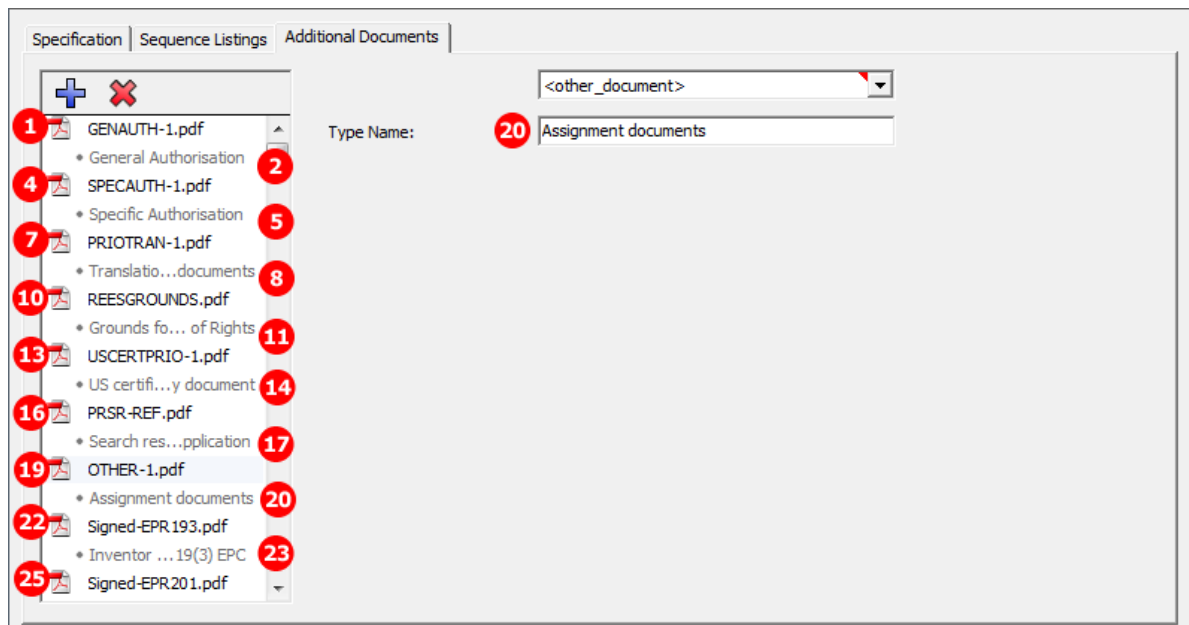 Specification Sequence Listings Additional Documents
<other_document>
1 GENAUTH-1.pdf
Type Name: 20 Assignment documents
• General Authorisation 2
4 SPECAUTH-1.pdf
• Specific Authorisation 5
7 PRIOTRAN-1.pdf
• Translatio...documents 8
10 REESGROUNDS.pdf
• Grounds fo... of Rights 11
13 USCERTPRIO-1.pdf
• US certifi...y document 14
16 PRSR-REF.pdf
• Search res...pplication 17
19 OTHER-1.pdf
• Assignment documents 20
22 Signed-EPR193.pdf
• Inventor ...19(3) EPC 23
25 Signed-EPR201.pdf